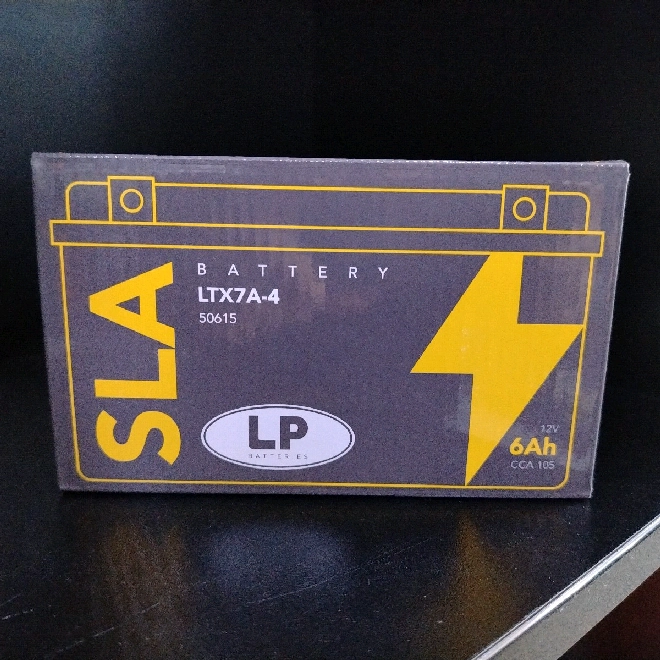 SLA
BATTERY
LTX7A-4
50615
LP
BATTERIES
12V
6Ah
CCA 105